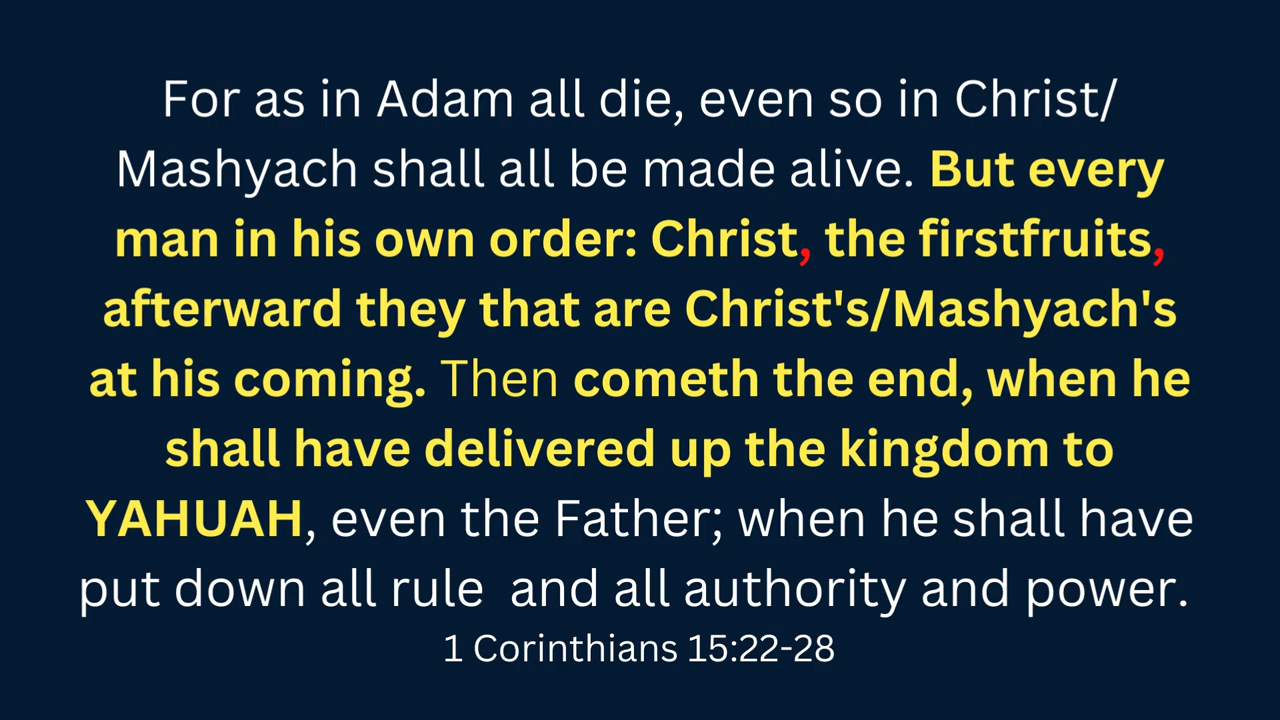 For as in Adam all die, even so in Christ/
Mashyach shall all be made alive. But every
man in his own order: Christ, the firstfruits,
afterward they that are Christ's/Mashyach's
at his coming. Then cometh the end, when he
shall have delivered up the kingdom to
YAHUAH, even the Father; when he shall have
put down all rule  and all authority and power.
1 Corinthians 15:22-28